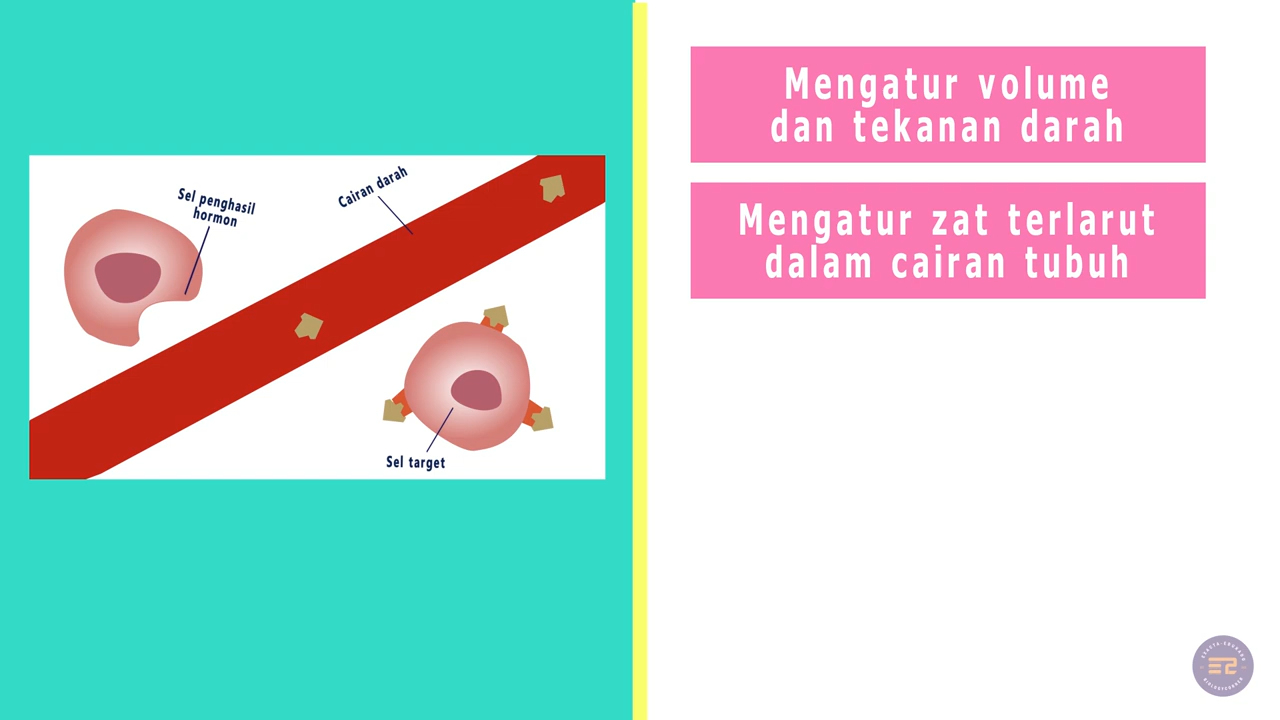 Sel penghasil
hormon
Cairan darah
Sel target
Mengatur volume
dan tekanan darah
Mengatur zat terlarut
dalam cairan tubuh